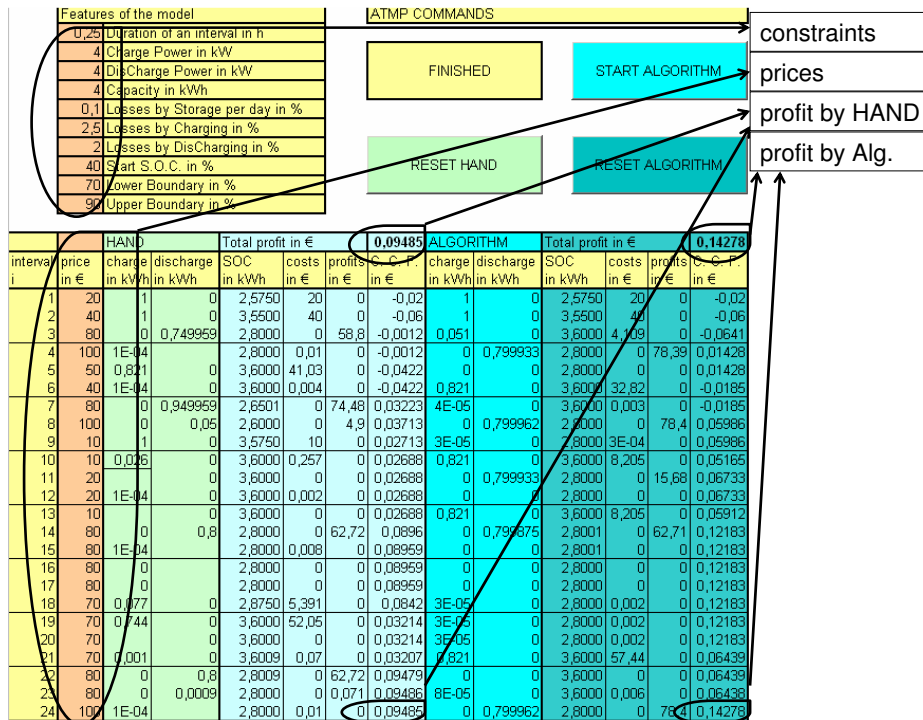 Features of the model
ATMP COMMANDS
0,25 Duration of an interval in h
4 Charge Power in kW
4 DisCharge Power in kW
4 Capacity in kWh
0,1 Losses by Storage per day in %
2,5 Losses by Charging in %
2 Losses by DisCharging in %
40 Start S.O.C. in %
70 Lower Boundary in %
90 Upper Boundary in %
FINISHED
START ALGORITHM
RESET HAND
RESET ALGORITHM
constraints
prices
profit by HAND
profit by Alg.
HAND Total profit in € 0,09485 ALGORITHM Total profit in € 0,14278
interval price charge discharge SOC costs profits C. C. F. charge discharge SOC costs profits C. C. F.
i in € in kWh in kWh in kWh in € in € in € in kWh in kWh in kWh in € in € in €
1 20 1 0 2,5750 20 0 -0,02 1 0 2,5750 20 0 -0,02
2 40 1 0 3,5500 40 0 -0,06 1 0 3,5500 40 0 -0,06
3 80 0 0,749959 2,8000 0 58,8 -0,0012 0,051 0 3,6000 4,109 0 -0,0641
4 100 1E-04 0 2,8000 0,01 0 -0,0012 0 0,799933 2,8000 0 78,39 0,01428
5 50 0,821 0 3,6000 41,03 0 -0,0422 0 0 2,8000 0 0 0,01428
6 40 1E-04 0 3,6000 0,004 0 -0,0422 0,821 0 3,6000 32,82 0 -0,0185
7 80 0 0,949959 2,6501 0 74,48 0,03223 4E-05 0 3,6000 0,003 0 -0,0185
8 100 0 0,05 2,6000 0 4,9 0,03713 0 0,799962 2,8000 0 78,4 0,05986
9 10 1 0 3,5750 10 0 0,02713 3E-05 0 2,8000 3E-04 0 0,05986
10 10 0,026 0 3,6000 0,257 0 0,02688 0,821 0 3,6000 8,205 0 0,05165
11 20 0 0 3,6000 0 0 0,02688 0 0,799933 2,8000 0 15,68 0,06733
12 20 1E-04 0 3,6000 0,002 0 0,02688 0 0 2,8000 0 0 0,06733
13 10 0 0 3,6000 0 0 0,02688 0,821 0 3,6000 8,205 0 0,05912
14 80 0 0,8 2,8000 0 62,72 0,0896 0 0,799875 2,8001 0 62,71 0,12183
15 80 1E-04 0 2,8000 0,008 0 0,08959 0 0 2,8001 0 0 0,12183
16 80 0 0 2,8000 0 0 0,08959 0 0 2,8000 0 0 0,12183
17 80 0 0 2,8000 0 0 0,08959 0 0 2,8000 0 0 0,12183
18 70 0,077 0 2,8750 5,391 0 0,0842 3E-05 0 2,8000 0,002 0 0,12183
19 70 0,744 0 3,6000 52,05 0 0,03214 3E-05 0 2,8000 0,002 0 0,12183
20 70 0 3,6000 0 0 0,03214 3E-05 0 2,8000 0,002 0 0,12183
21 70 0,001 0 3,6009 0,07 0 0,03207 0,821 0 3,6000 57,44 0 0,06439
22 80 0 0,8 2,8009 0 62,72 0,09479 0 0 3,6000 0 0 0,06439
23 80 0 0,0009 2,8000 0 0,071 0,09486 8E-05 0 3,6000 0,006 0 0,06438
24 100 1E-04 0 2,8000 0,01 0 0,09485 0 0,799962 2,8000 0 78,4 0,14278